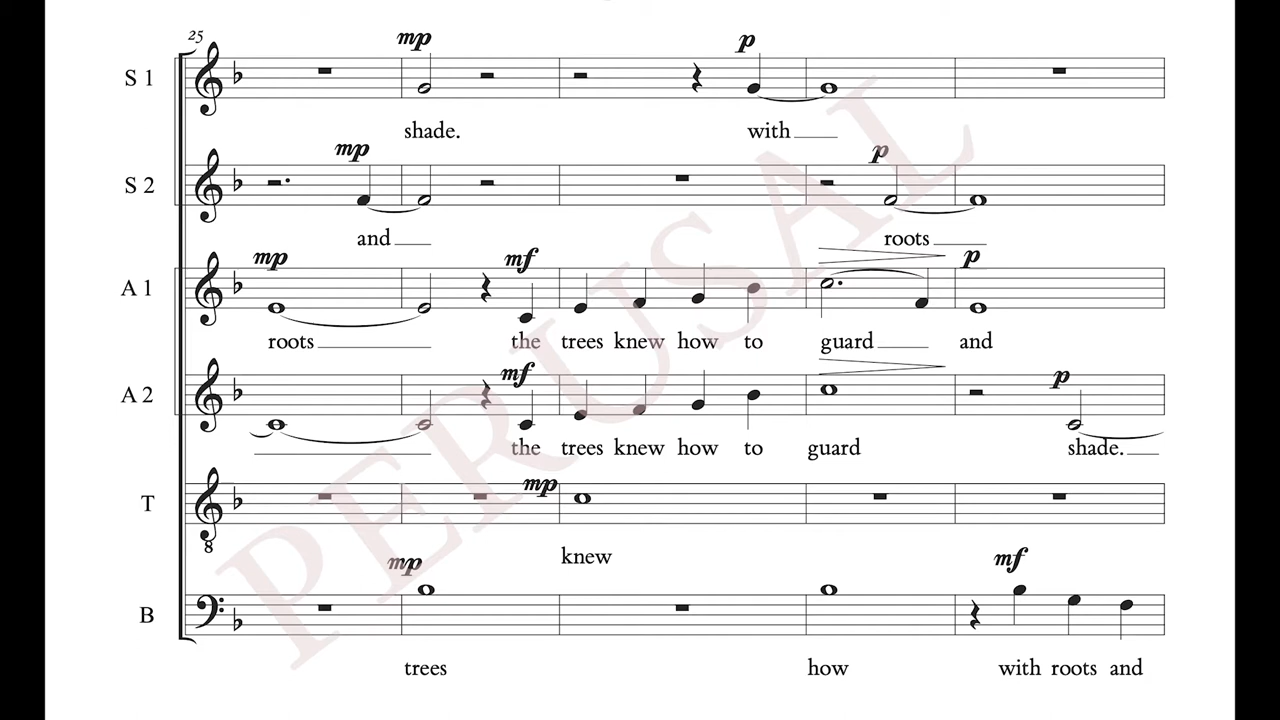 25
mp
p
S 1
shade. with
mp
p
S 2
and roots
mp mf p
A 1
roots the trees knew how to guard and
mf p
A 2
the trees knew how to guard shade.
mp
T
8
knew
mp mf
B
trees how with roots and
PERUSAL